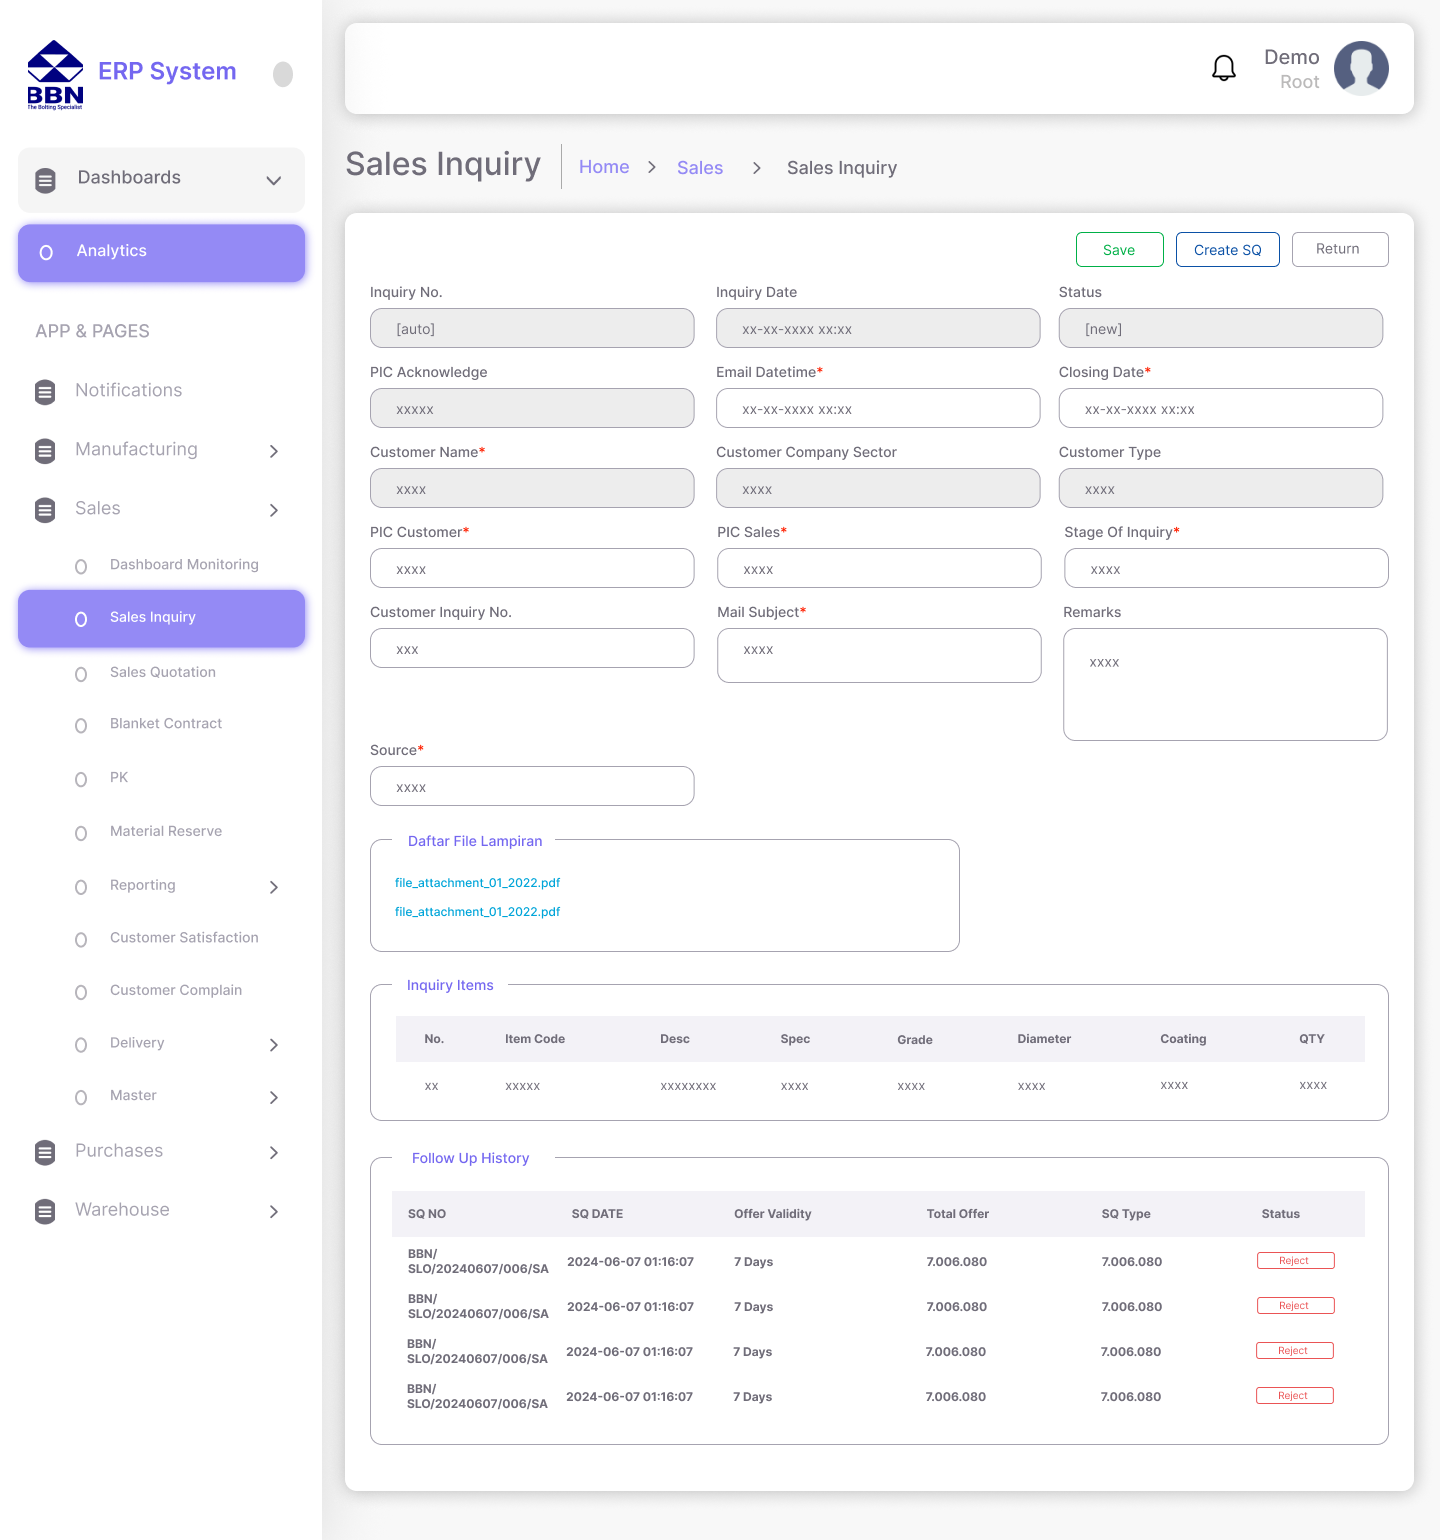 BBN
The Bolting Specialist
ERP System
Dashboards
Analytics
APP & PAGES
Notifications
Manufacturing
Sales
Dashboard Monitoring
Sales Inquiry
Sales Quotation
Blanket Contract
PK
Material Reserve
Reporting
Customer Satisfaction
Customer Complain
Delivery
Master
Purchases
Warehouse
Demo
Root
Sales Inquiry
Home > Sales > Sales Inquiry
Save Create SQ Return
Inquiry No. Inquiry Date Status
[auto] xx-xx-xxxx xx:xx [new]
PIC Acknowledge Email Datetime* Closing Date*
xxxxx xx-xx-xxxx xx:xx xx-xx-xxxx xx:xx
Customer Name* Customer Company Sector Customer Type
xxxx xxxx xxxx
PIC Customer* PIC Sales* Stage Of Inquiry*
xxxx xxxx xxxx
Customer Inquiry No. Mail Subject* Remarks
xxx xxxx xxxx
Source*
xxxx
Daftar File Lampiran
file_attachment_01_2022.pdf
file_attachment_01_2022.pdf
Inquiry Items
No. Item Code Desc Spec Grade Diameter Coating QTY
xx xxxxx xxxxxxxx xxxx xxxx xxxx xxxx xxxx
Follow Up History
SQ NO SQ DATE Offer Validity Total Offer SQ Type Status
BBN/
SLO/20240607/006/SA 2024-06-07 01:16:07 7 Days 7.006.080 7.006.080 Reject
BBN/
SLO/20240607/006/SA 2024-06-07 01:16:07 7 Days 7.006.080 7.006.080 Reject
BBN/
SLO/20240607/006/SA 2024-06-07 01:16:07 7 Days 7.006.080 7.006.080 Reject
BBN/
SLO/20240607/006/SA 2024-06-07 01:16:07 7 Days 7.006.080 7.006.080 Reject